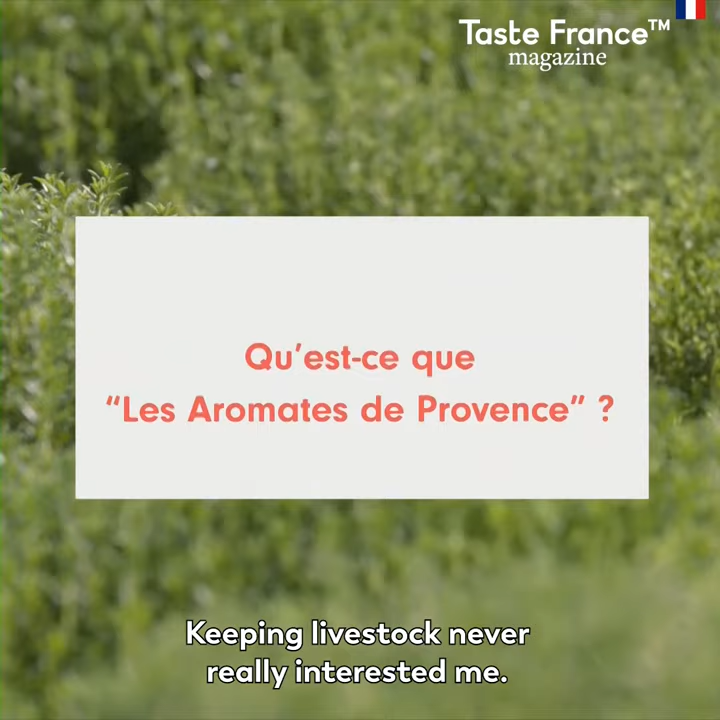 Taste France™
magazine
Qu'est-ce que
“Les Aromates de Provence” ?
Keeping livestock never
really interested me.